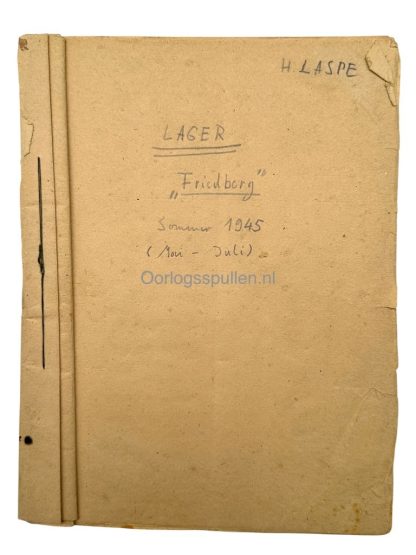 H. LASPE
LAGER
„Friedberg"
Sommer 1945
(Mai - Juli)
Oorlogsspullen.nl